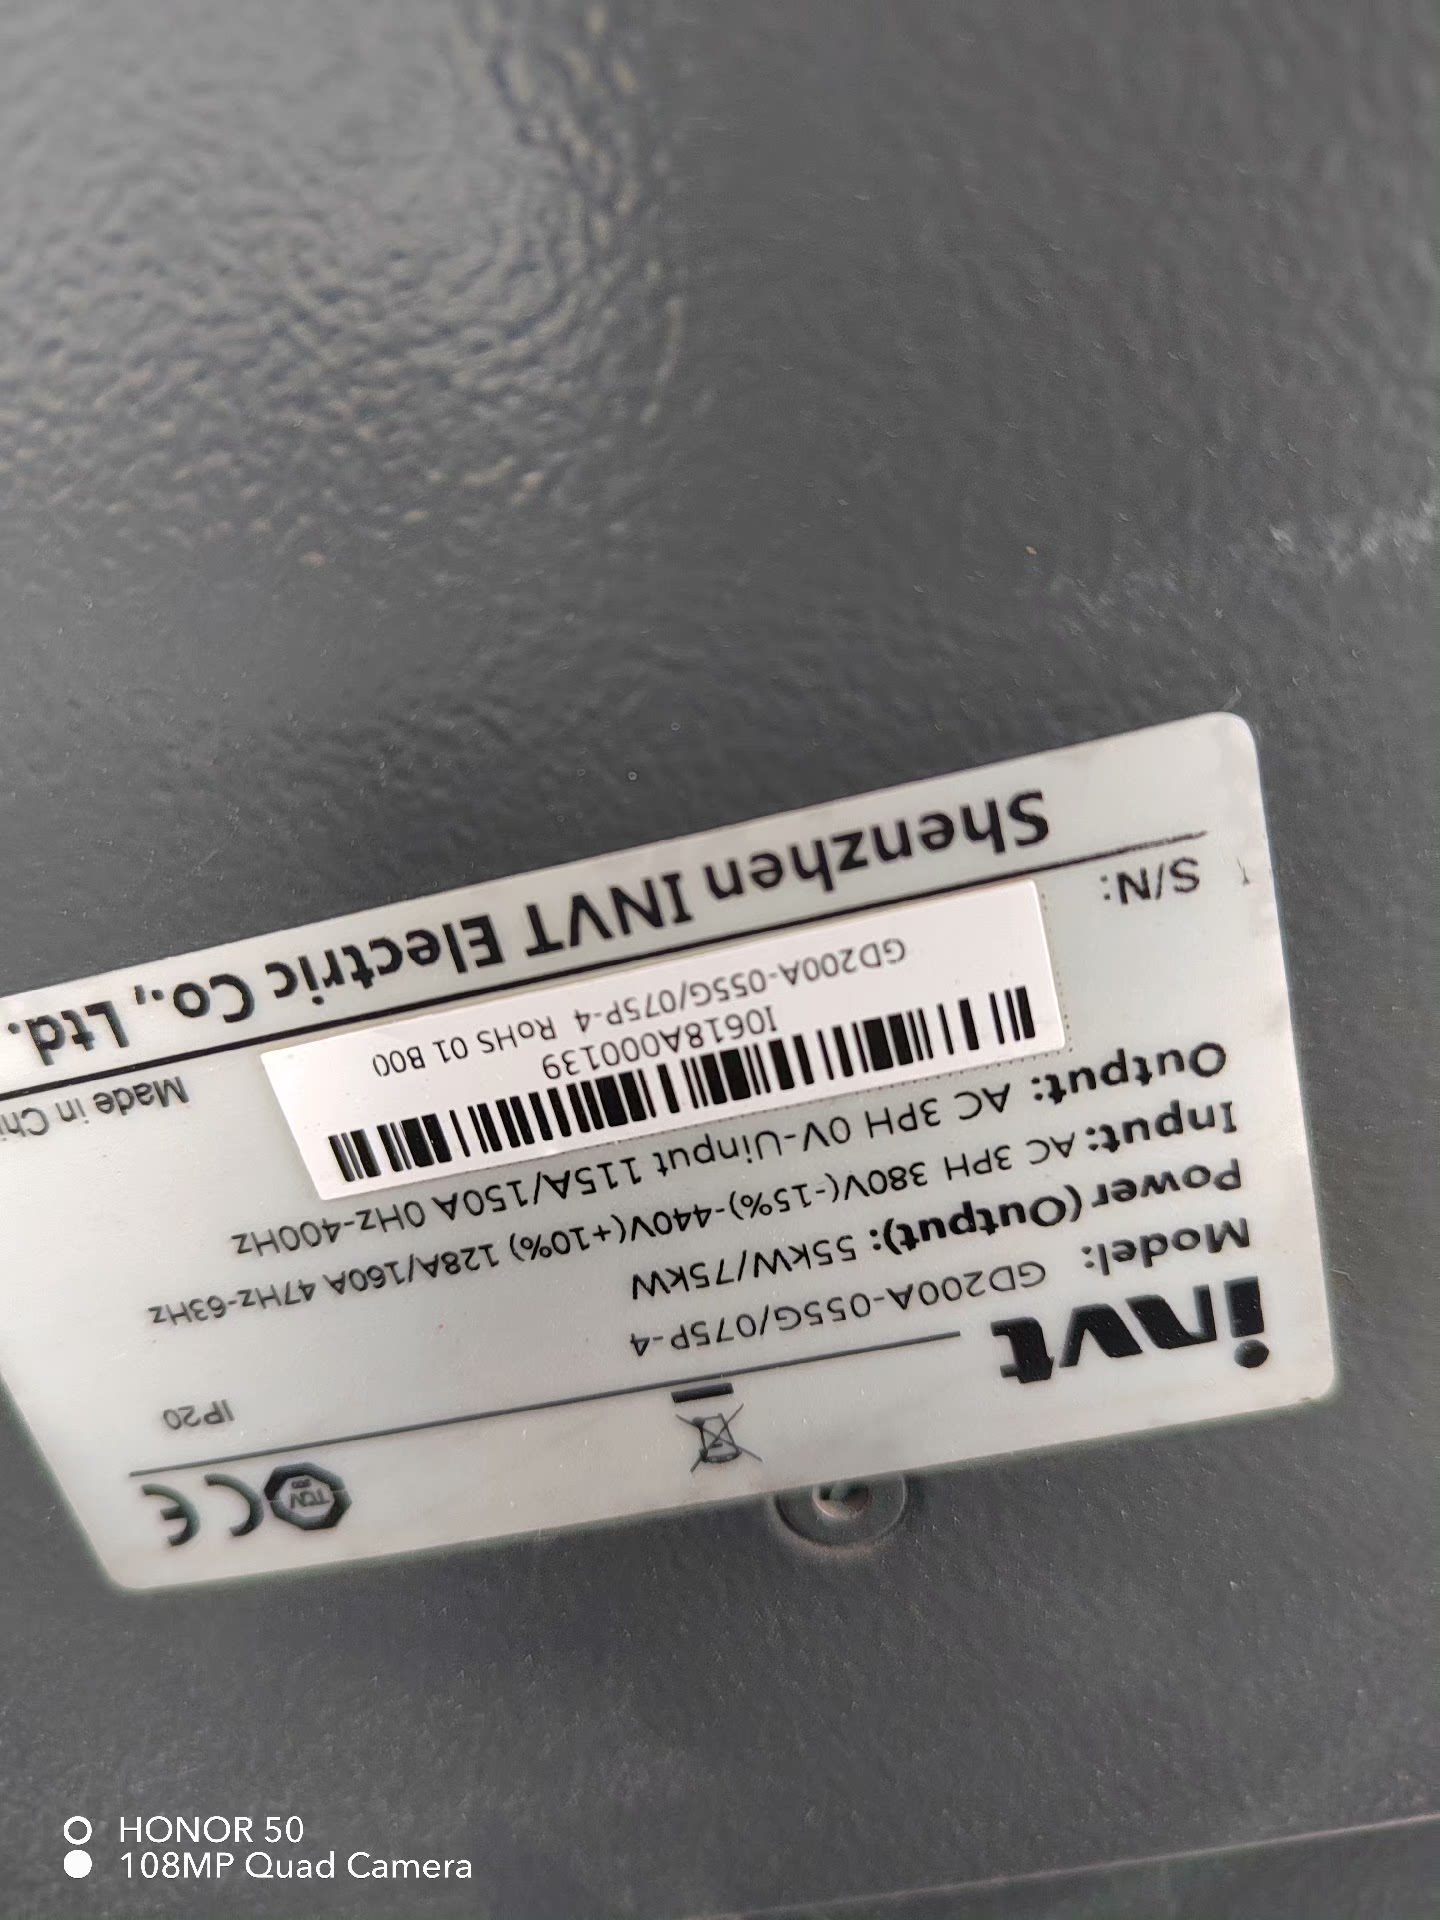 invt
TÜV
CE
IP20
Model: GD200A-055G/075P-4
Power(Output): 55kW/75kW
Input: AC 3PH 380V(-15%)-440V(+10%) 128A/160A 47Hz-63Hz
Output: AC 3PH 0V-Uinput 115A/150A 0Hz-400Hz
S/N:
I0618A000139
GD200A-055G/075P-4 RoHS 01 B00
Made in Chi
Shenzhen INVT Electric Co., Ltd.
HONOR 50
108MP Quad Camera